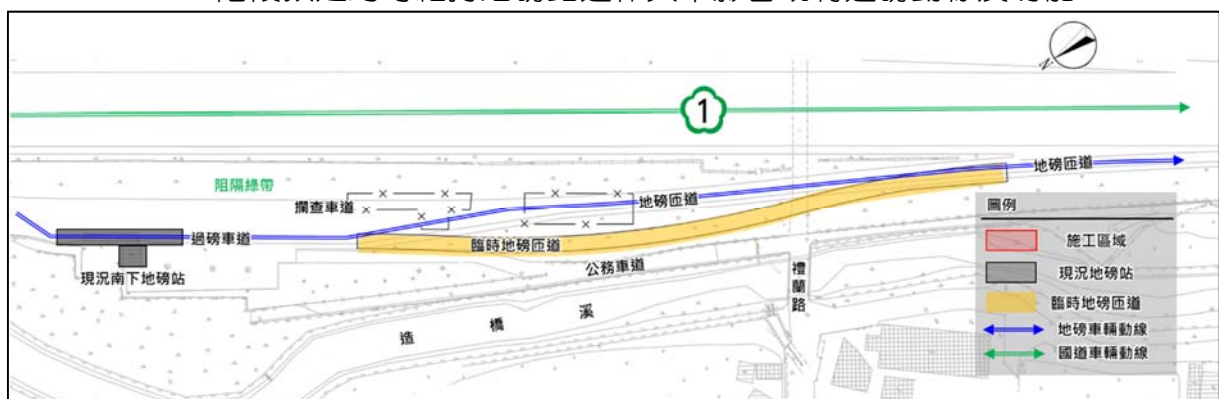 N
1
阻隔綠帶
攔查車道
地磅匝道
地磅匝道
過磅車道
臨時地磅匝道
現況南下地磅站
公務車道
禮蘭路
造橋溪
圖例
施工區域
現況地磅站
臨時地磅匝道
地磅車輛動線
國道車輛動線